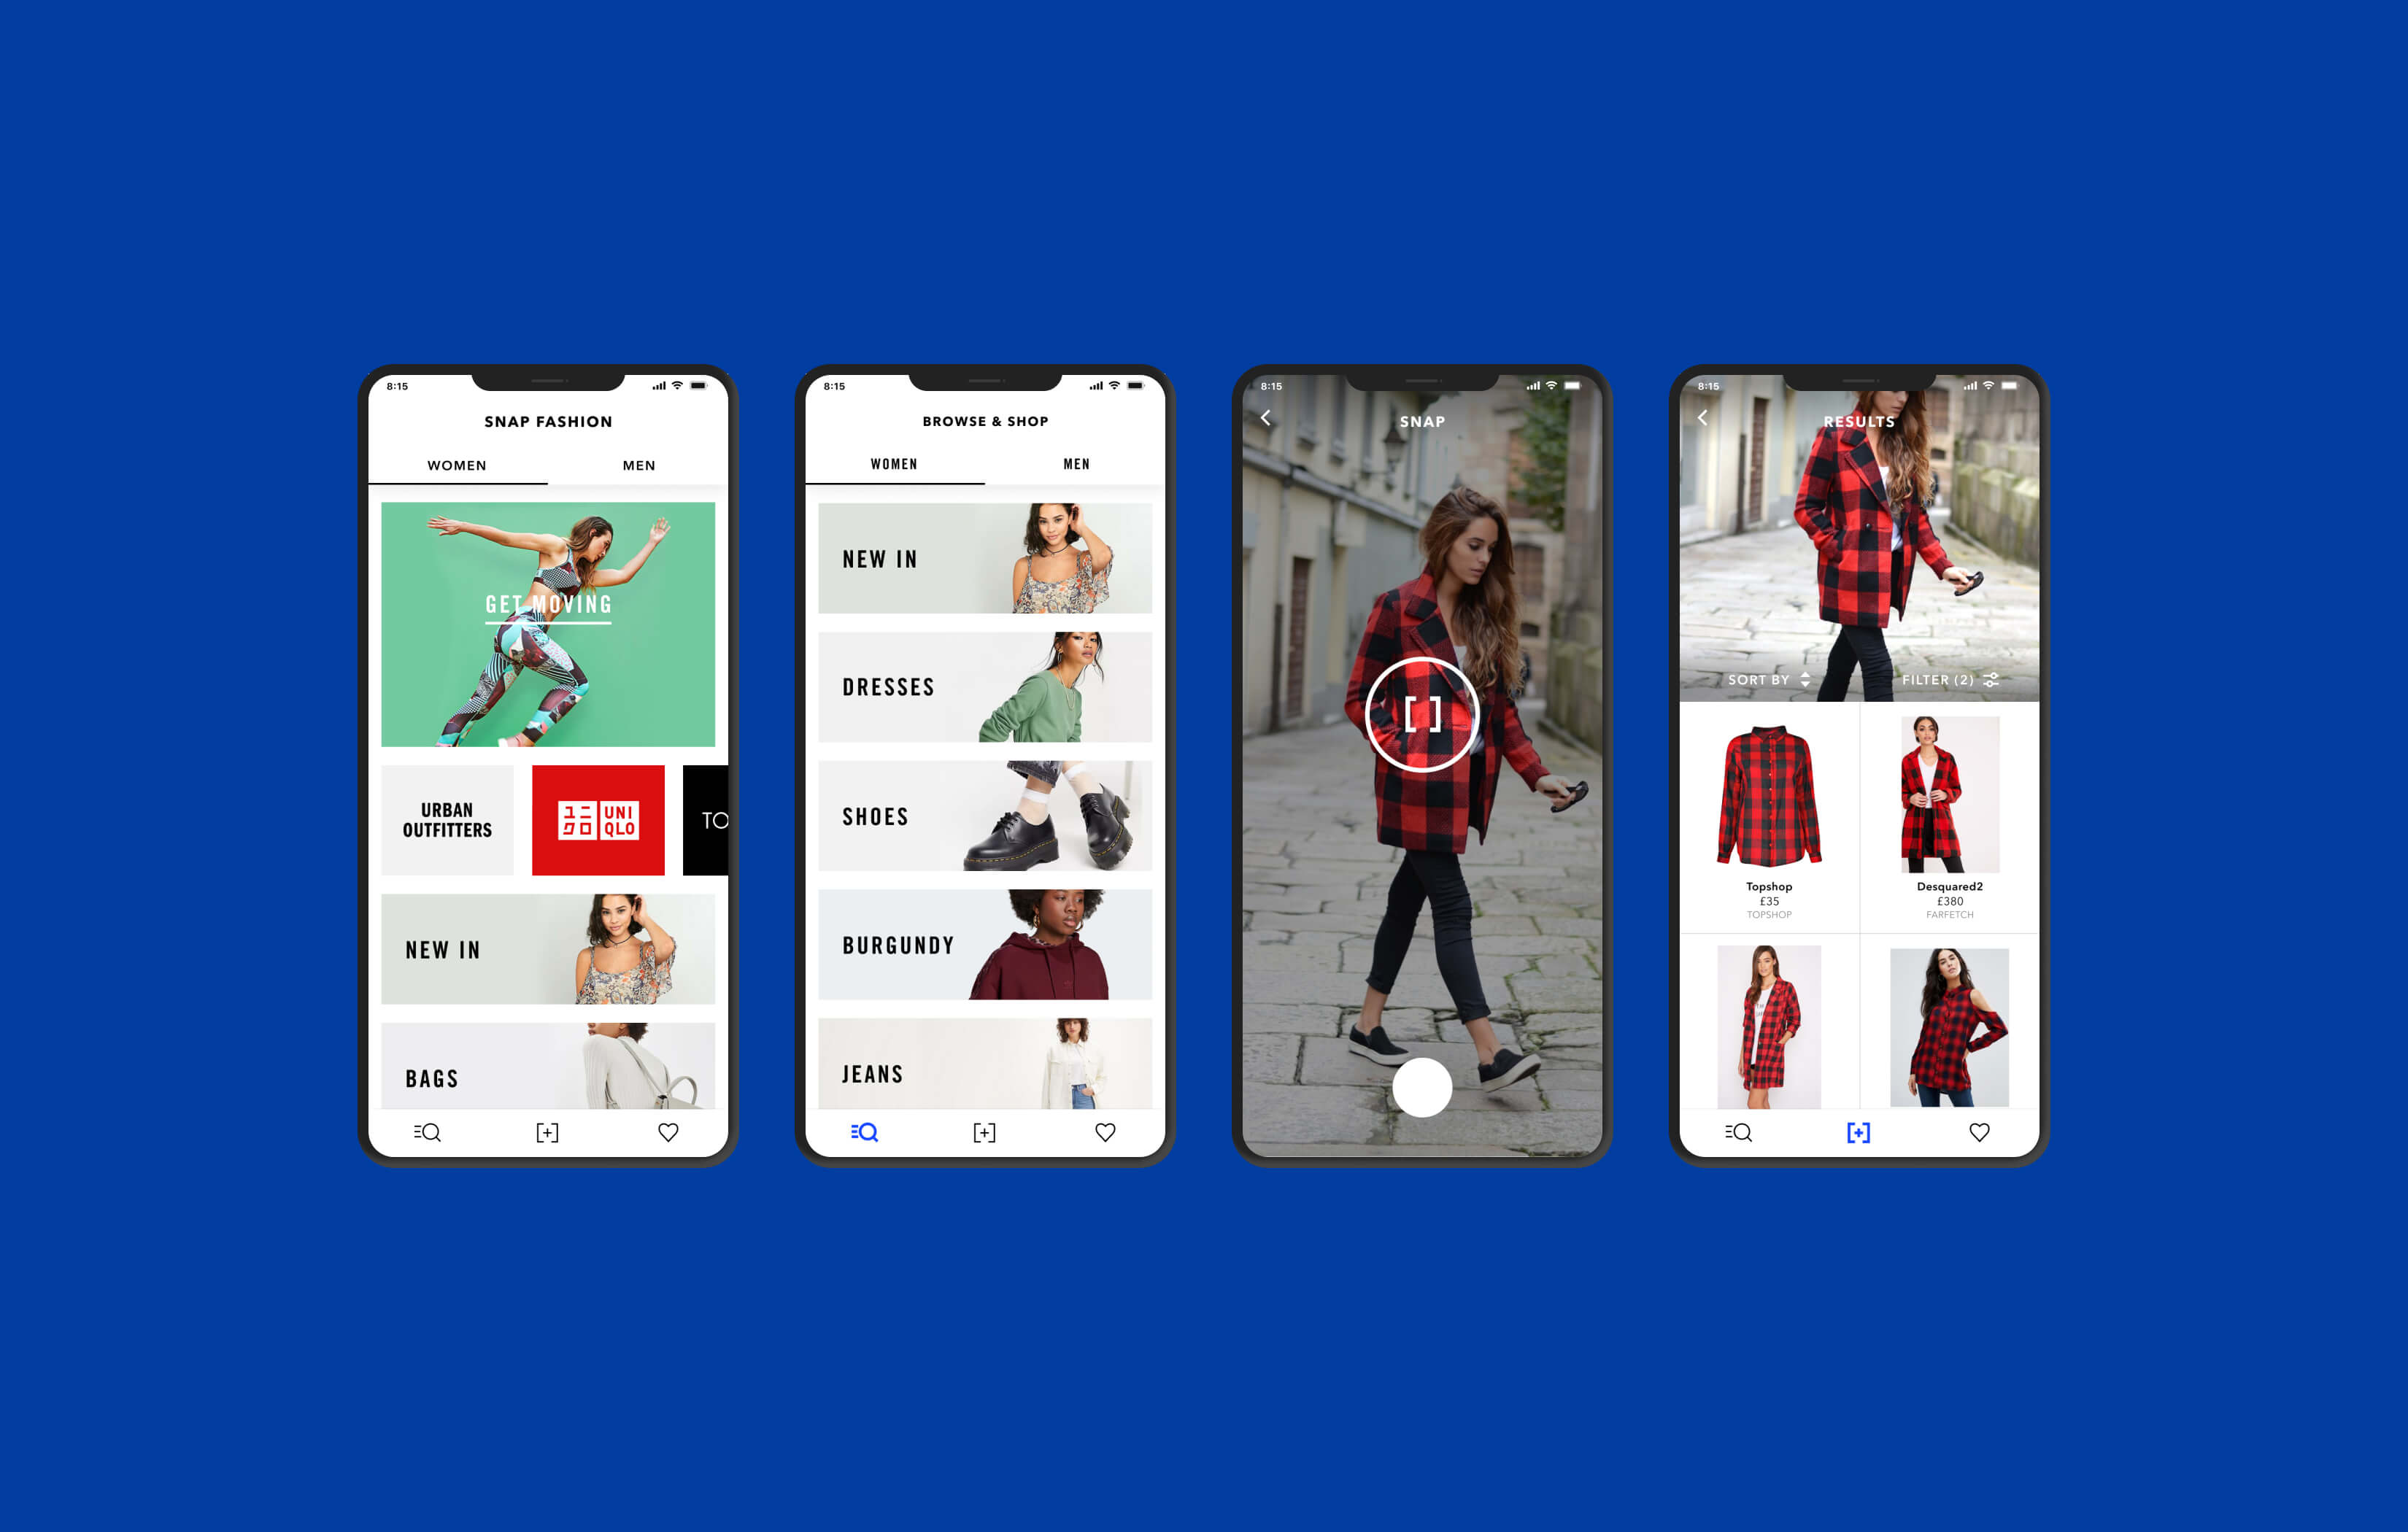 8:15
SNAP FASHION
WOMEN MEN
GET MOVING
URBAN
OUTFITTERS
ユニ
クロ
UNI
QLO
TO
NEW IN
BAGS
8:15
BROWSE & SHOP
WOMEN MEN
NEW IN
DRESSES
SHOES
BURGUNDY
JEANS
8:15
SNAP
8:15
RESULTS
SORT BY FILTER (2)
Topshop
£35
TOPSHOP
Desquared2
£380
FARFETCH